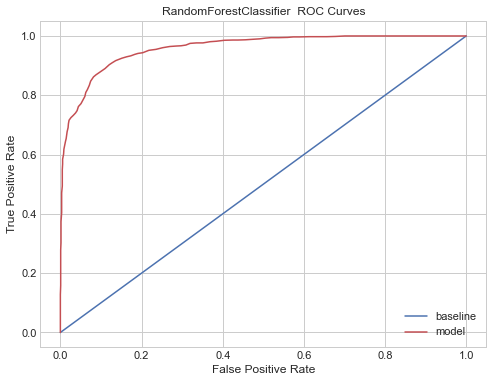 RandomForestClassifier  ROC Curves
1.0
0.8
0.6
0.4
0.2
0.0
True Positive Rate
0.0 0.2 0.4 0.6 0.8 1.0
False Positive Rate
baseline
model